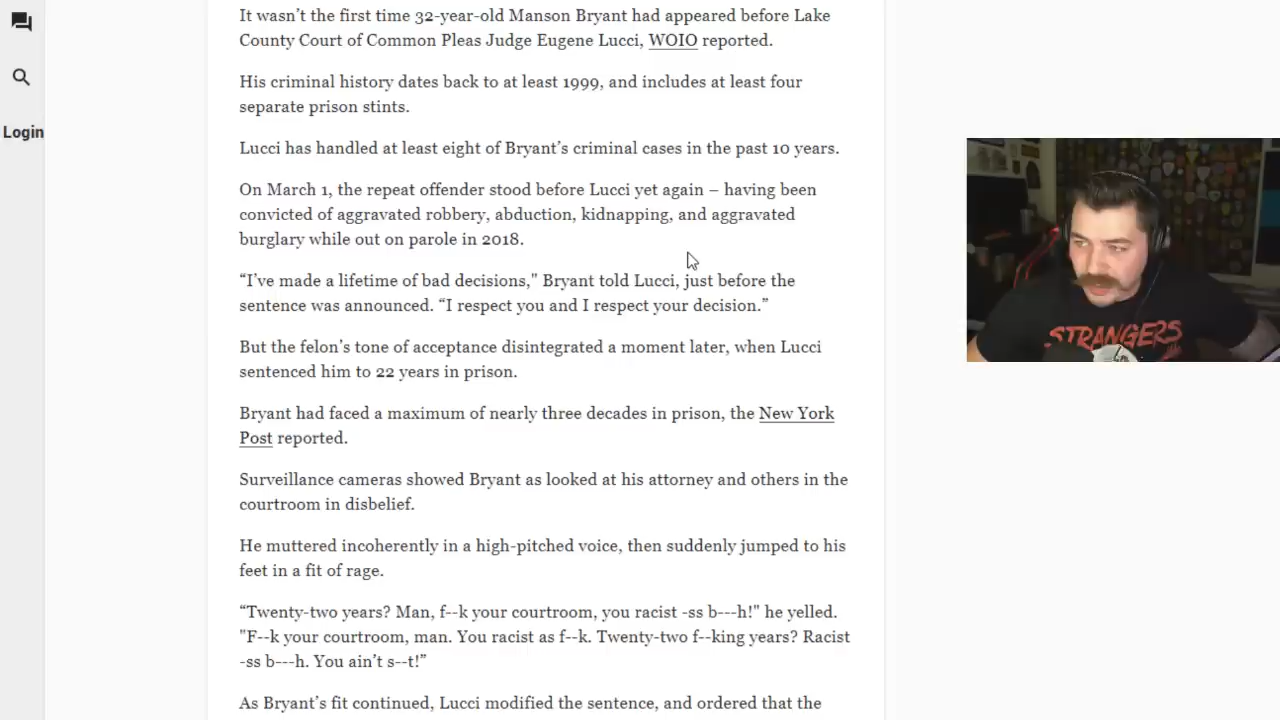 It wasn’t the first time 32-year-old Manson Bryant had appeared before Lake
County Court of Common Pleas Judge Eugene Lucci, WOIO reported.
Login
His criminal history dates back to at least 1999, and includes at least four
separate prison stints.
Lucci has handled at least eight of Bryant’s criminal cases in the past 10 years.
On March 1, the repeat offender stood before Lucci yet again – having been
convicted of aggravated robbery, abduction, kidnapping, and aggravated
burglary while out on parole in 2018.
“I’ve made a lifetime of bad decisions," Bryant told Lucci, just before the
sentence was announced. “I respect you and I respect your decision.”
But the felon’s tone of acceptance disintegrated a moment later, when Lucci
sentenced him to 22 years in prison.
Bryant had faced a maximum of nearly three decades in prison, the New York
Post reported.
Surveillance cameras showed Bryant as looked at his attorney and others in the
courtroom in disbelief.
He muttered incoherently in a high-pitched voice, then suddenly jumped to his
feet in a fit of rage.
“Twenty-two years? Man, f--k your courtroom, you racist -ss b---h!" he yelled.
"F--k your courtroom, man. You racist as f--k. Twenty-two f--king years? Racist
-ss b---h. You ain’t s--t!”
As Bryant’s fit continued, Lucci modified the sentence, and ordered that the
STRANGERS